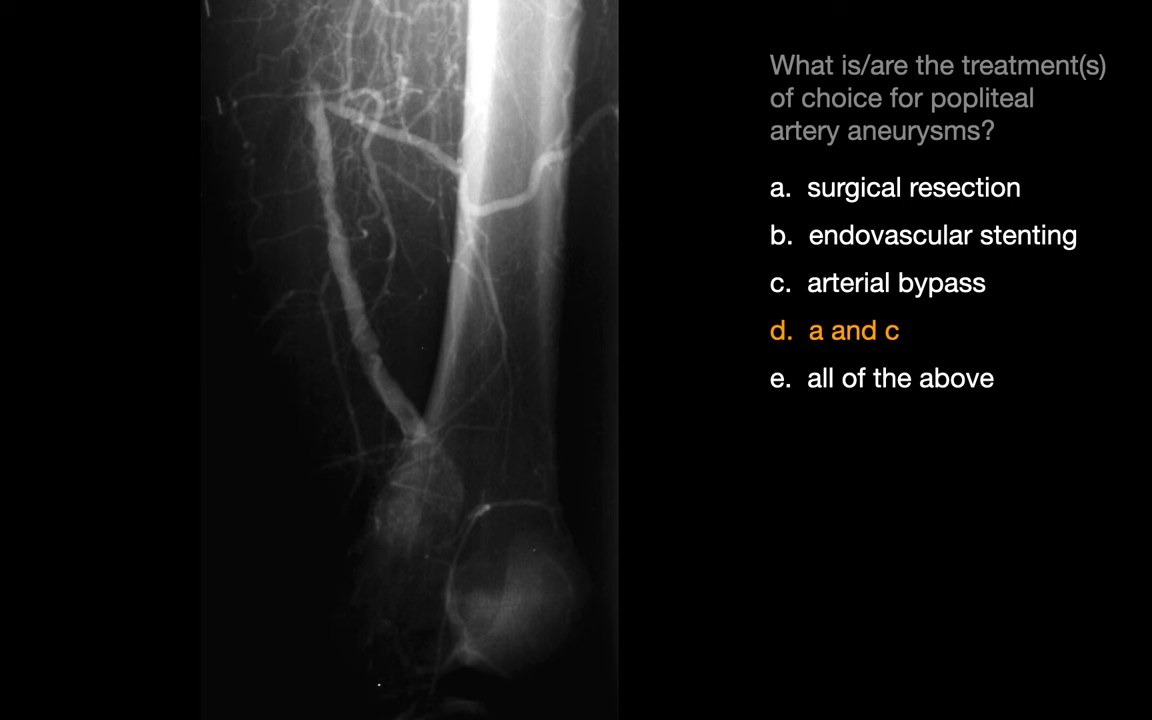 What is/are the treatment(s)
of choice for popliteal
artery aneurysms?
a. surgical resection
b. endovascular stenting
c. arterial bypass
d. a and c
e. all of the above